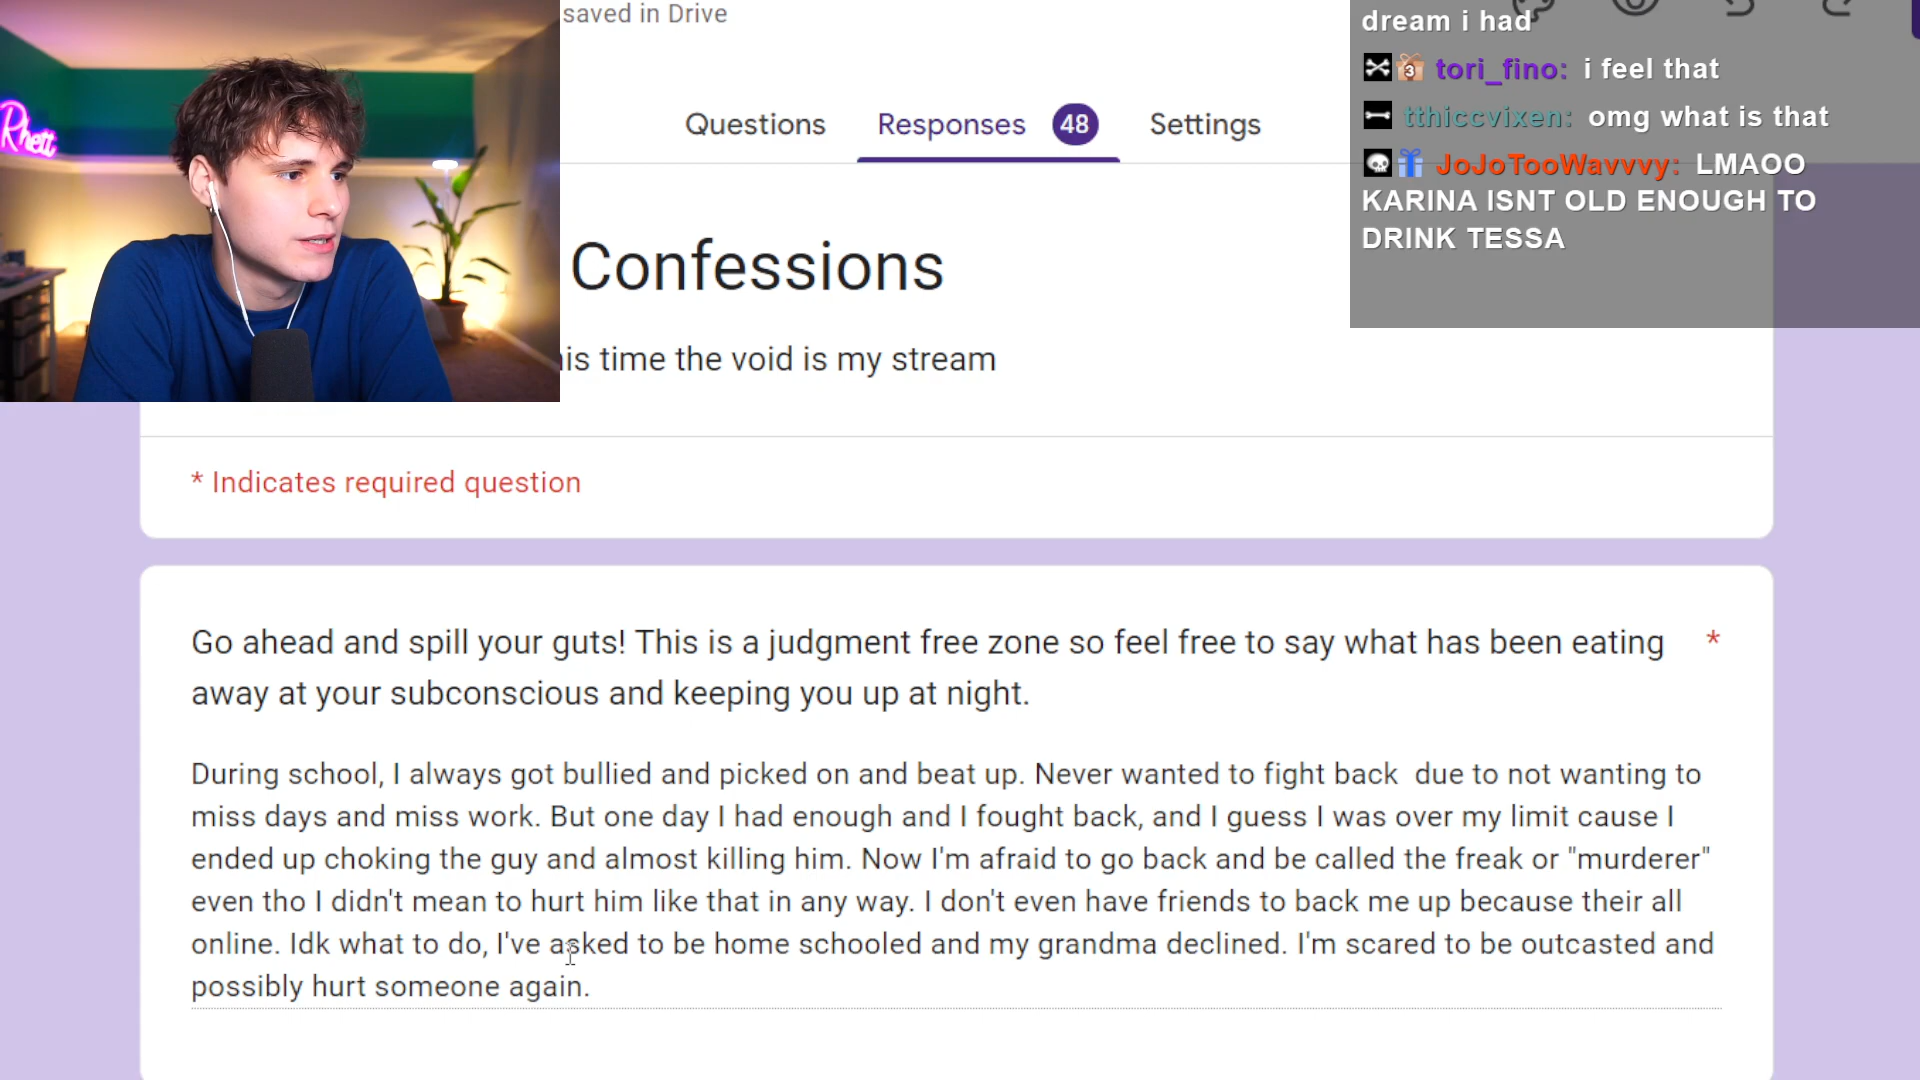 saved in Drive
Rhett
Questions
Responses 48
Settings
Confessions
is time the void is my stream
* Indicates required question
Go ahead and spill your guts! This is a judgment free zone so feel free to say what has been eating *
away at your subconscious and keeping you up at night.
During school, I always got bullied and picked on and beat up. Never wanted to fight back due to not wanting to
miss days and miss work. But one day I had enough and I fought back, and I guess I was over my limit cause I
ended up choking the guy and almost killing him. Now I'm afraid to go back and be called the freak or "murderer"
even tho I didn't mean to hurt him like that in any way. I don't even have friends to back me up because their all
online. Idk what to do, I've asked to be home schooled and my grandma declined. I'm scared to be outcasted and
possibly hurt someone again.
dream i had
3 tori_fino: i feel that
tthiccvixen: omg what is that
JoJoTooWavvvy: LMAOO
KARINA ISNT OLD ENOUGH TO
DRINK TESSA